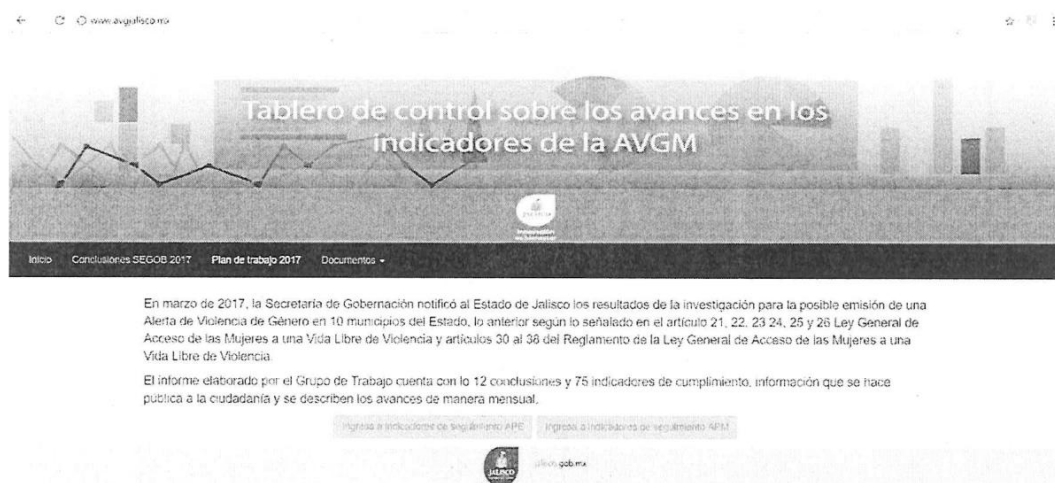 www.avgjalisco.mx
Tablero de control sobre los avances en los
indicadores de la AVGM
JALISCO
Inicio Conclusiones SEGOB 2017 Plan de trabajo 2017 Documentos
En marzo de 2017, la Secretaría de Gobernación notificó al Estado de Jalisco los resultados de la investigación para la posible emisión de una
Alerta de Violencia de Género en 10 municipios del Estado, lo anterior según lo señalado en el artículo 21, 22, 23 24, 25 y 26 Ley General de
Acceso de las Mujeres a una Vida Libre de Violencia y artículos 30 al 38 del Reglamento de la Ley General de Acceso de las Mujeres a una
Vida Libre de Violencia.
El informe elaborado por el Grupo de Trabajo cuenta con lo 12 conclusiones y 75 indicadores de cumplimiento, información que se hace
pública a la ciudadanía y se describen los avances de manera mensual.
Ingresa a indicadores de seguimiento APE Ingresa a indicadores de seguimiento APM
JALISCO
jalisco.gob.mx